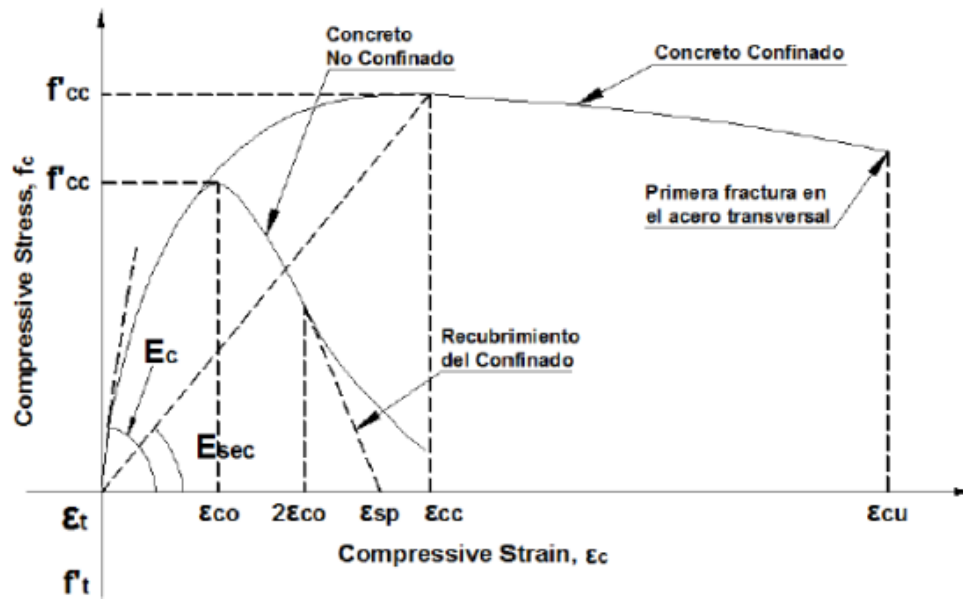 Concreto
No Confinado
Concreto Confinado
f'cc
f'cc
Compressive Stress, fc
Primera fractura en
el acero transversal
Recubrimiento
del Confinado
Ec
Esec
εt
εco
2εco
εsp
εcc
εcu
Compressive Strain, εc
f't